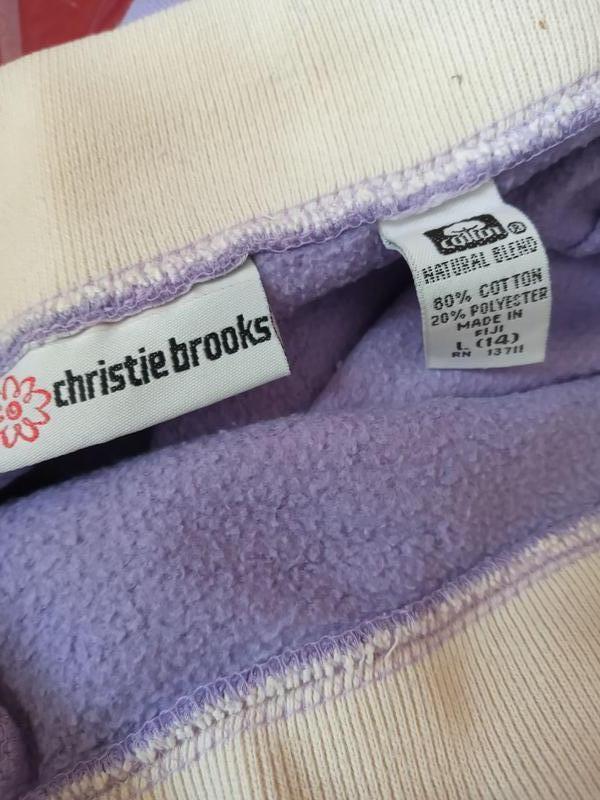 christie brooks
cotton ®
NATURAL BLEND
80% COTTON
20% POLYESTER
MADE IN
FIJI
L (14)
RN 13711